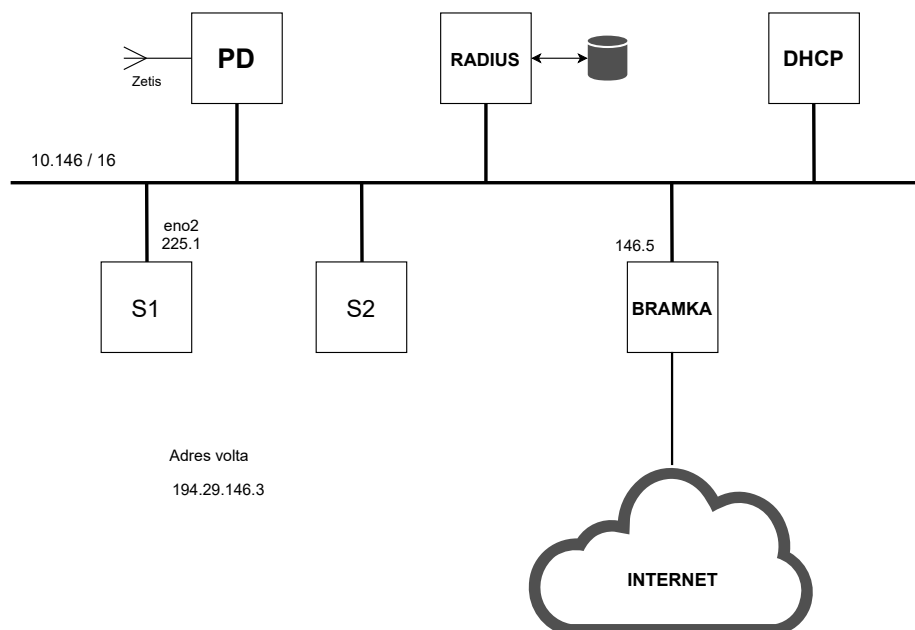 PD
Zetis
RADIUS
DHCP
10.146 / 16
eno2
225.1
146.5
S1
S2
BRAMKA
Adres volta
194.29.146.3
INTERNET